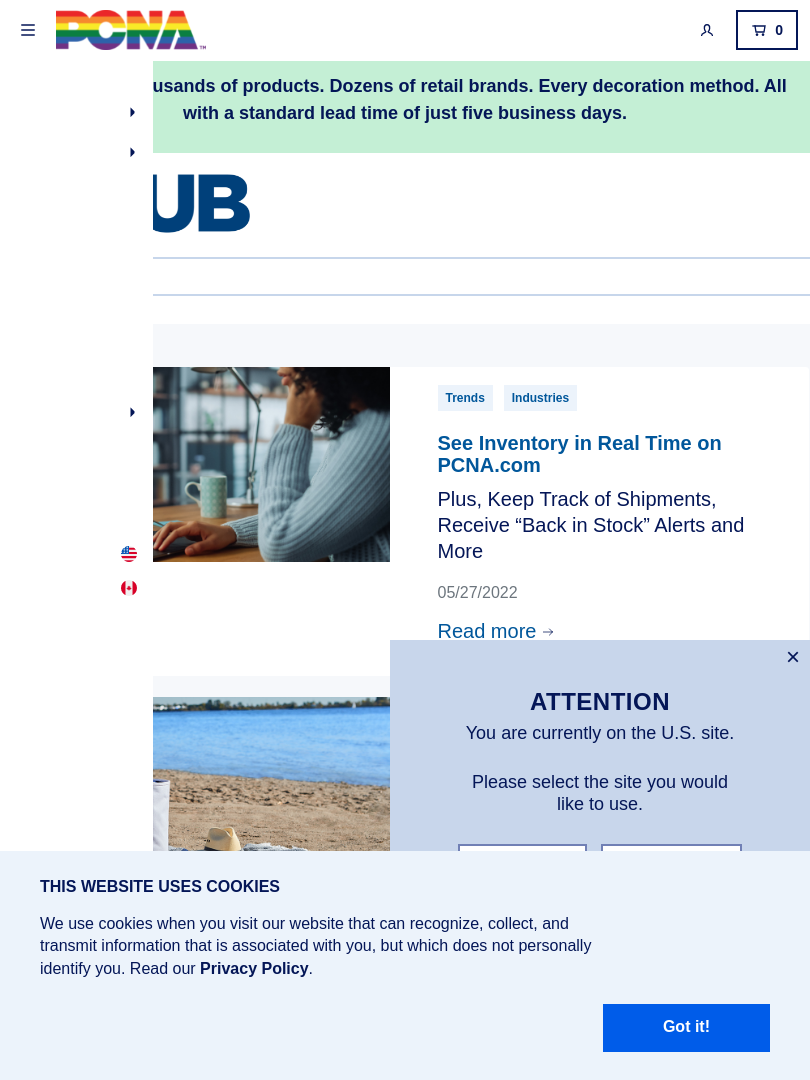 PCNA
TM
0
usands of products. Dozens of retail brands. Every decoration method. All
with a standard lead time of just five business days.
UB
Trends Industries
See Inventory in Real Time on
PCNA.com
Plus, Keep Track of Shipments,
Receive “Back in Stock” Alerts and
More
05/27/2022
Read more
ATTENTION
You are currently on the U.S. site.
Please select the site you would
like to use.
THIS WEBSITE USES COOKIES
We use cookies when you visit our website that can recognize, collect, and
transmit information that is associated with you, but which does not personally
identify you. Read our Privacy Policy.
Got it!